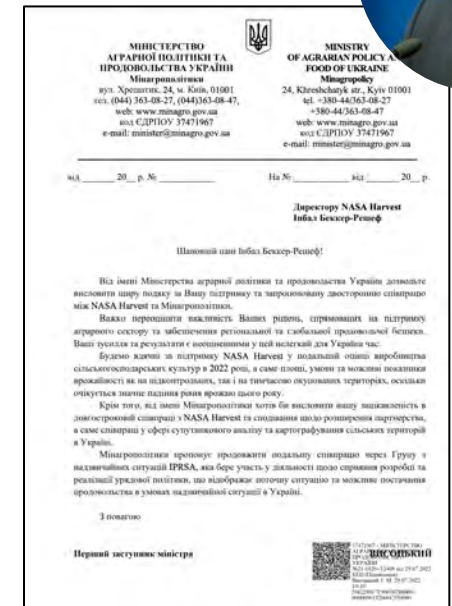 МІНІСТЕРСТВО
АГРАРНОЇ ПОЛІТИКИ ТА
ПРОДОВОЛЬСТВА УКРАЇНИ
Мінагрополітики
вул. Хрещатик, 24, м. Київ, 01001
тел. (044) 363-08-27, (044)363-08-47,
web: www.minagro.gov.ua
код ЄДРПОУ 37471967
e-mail: minister@minagro.gov.ua
MINISTRY
OF AGRARIAN POLICY
FOOD OF UKRAINE
Minagropolicy
24, Khreshchatyk str., Kyiv 01001
tel. +380-44/363-08-27
+380-44/363-08-47
web: www.minagro.gov.ua
код ЄДРПОУ 37471967
e-mail: minister@minagro.gov.ua
від 20 р. № На № від 20 р.
Директору NASA Harvest
Інбал Беккер-Решеф
Шановний пані Інбал Беккер-Решеф!
Від імені Міністерства аграрної політики та продовольства України дозвольте
висловити щиру подяку за Вашу підтримку та запропоновану двосторонню співпрацю
між NASA Harvest та Мінагрополітики.
Важко переоцінити важливість Ваших рішень, спрямованих на підтримку
аграрного сектору та забезпечення регіональної та глобальної продовольчої безпеки.
Ваші зусилля та результати є неоціненними у цей нелегкий для України час.
Будемо вдячні за підтримку NASA Harvest у подальшій оцінці виробництва
сільськогосподарських культур в 2022 році, а саме площі, умови та можливі показники
врожайності як на підконтрольних, так і на тимчасово окупованих територіях, оскільки
очікується значне падіння рівня врожаю цього року.
Крім того, від імені Мінагрополітики хотів би висловити нашу зацікавленість в
довгостроковій співпраці з NASA Harvest та сподівання щодо розширення партнерства,
а саме співпраці у сфері супутникового аналізу та картографування сільських територій
в Україні.
Мінагрополітики пропонує продовжити подальшу співпрацю через Групу з
надзвичайних ситуацій IPRSA, яка бере участь у діяльності щодо сприяння розробці та
реалізації урядової політики, що відображає поточну ситуацію та можливе постачання
продовольства в умовах надзвичайної ситуації в Україні.
З повагою
Перший заступник міністра ВИСОЦЬКИЙ